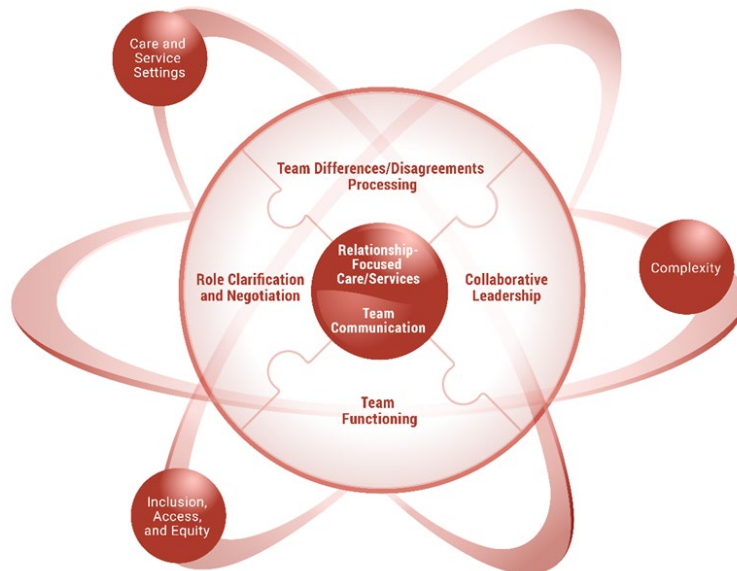 Care and
Service
Settings
Team Differences/Disagreements
Processing
Relationship-
Focused
Care/Services
Role Clarification
and Negotiation
Collaborative
Leadership
Complexity
Team
Communication
Team
Functioning
Inclusion,
Access,
and Equity